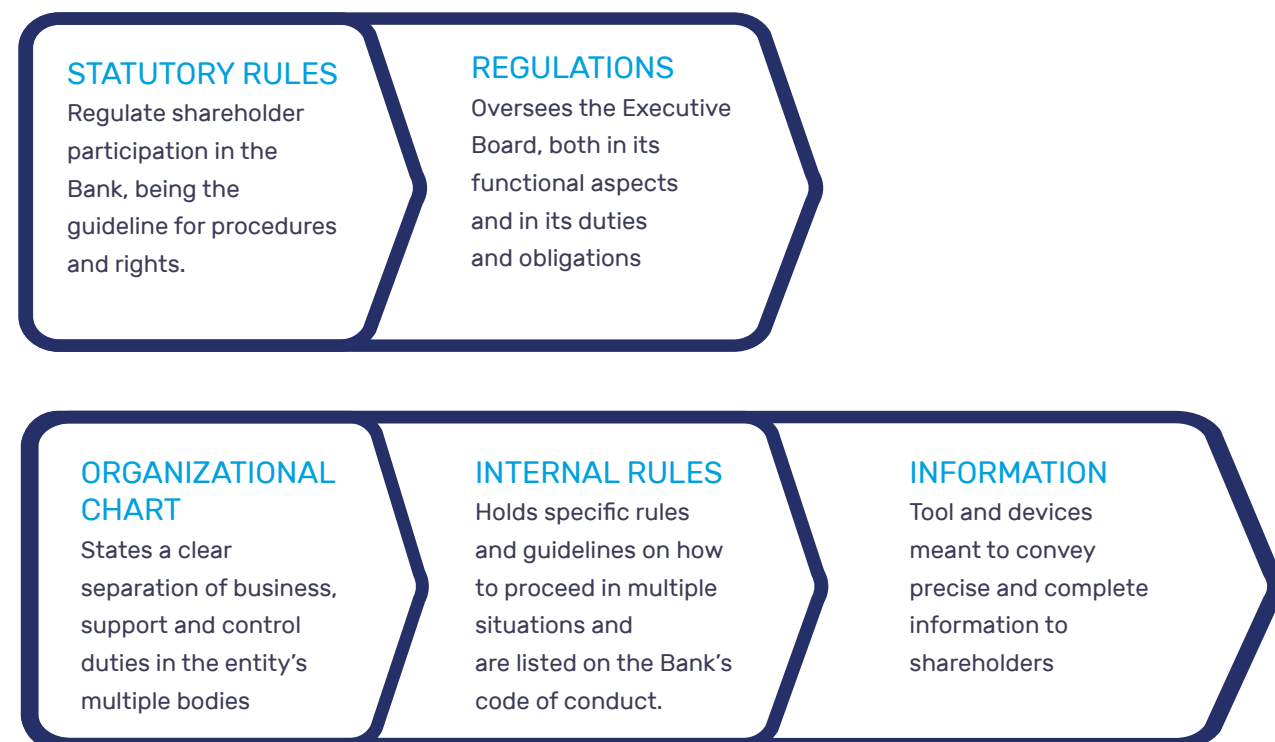 STATUTORY RULES
Regulate shareholder
participation in the
Bank, being the
guideline for procedures
and rights.
REGULATIONS
Oversees the Executive
Board, both in its
functional aspects
and in its duties
and obligations
ORGANIZATIONAL
CHART
States a clear
separation of business,
support and control
duties in the entity’s
multiple bodies
INTERNAL RULES
Holds specific rules
and guidelines on how
to proceed in multiple
situations and
are listed on the Bank’s
code of conduct.
INFORMATION
Tool and devices
meant to convey
precise and complete
information to
shareholders